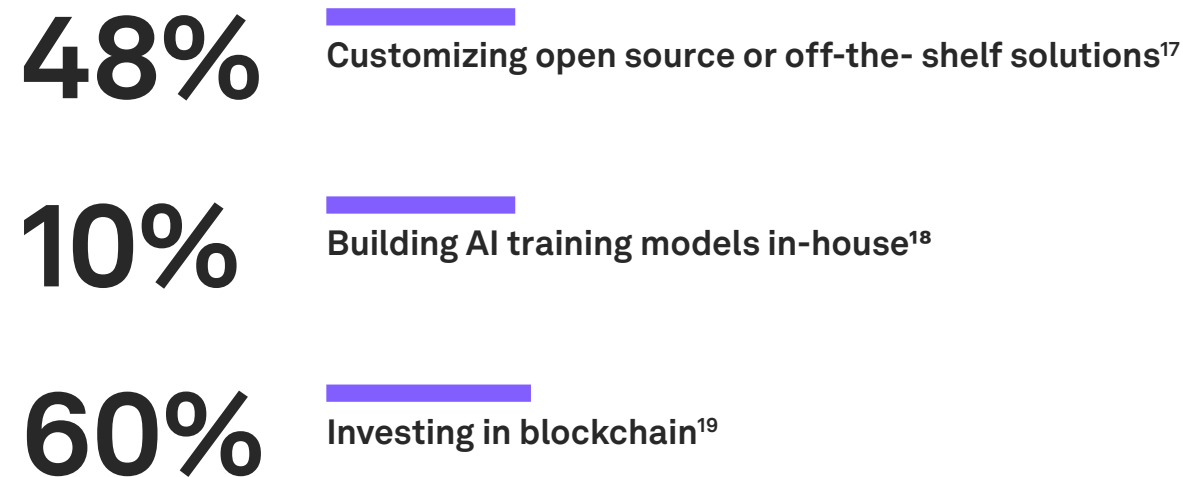 48%
Customizing open source or off-the- shelf solutions¹⁷
10%
Building AI training models in-house¹⁸
60%
Investing in blockchain¹⁹